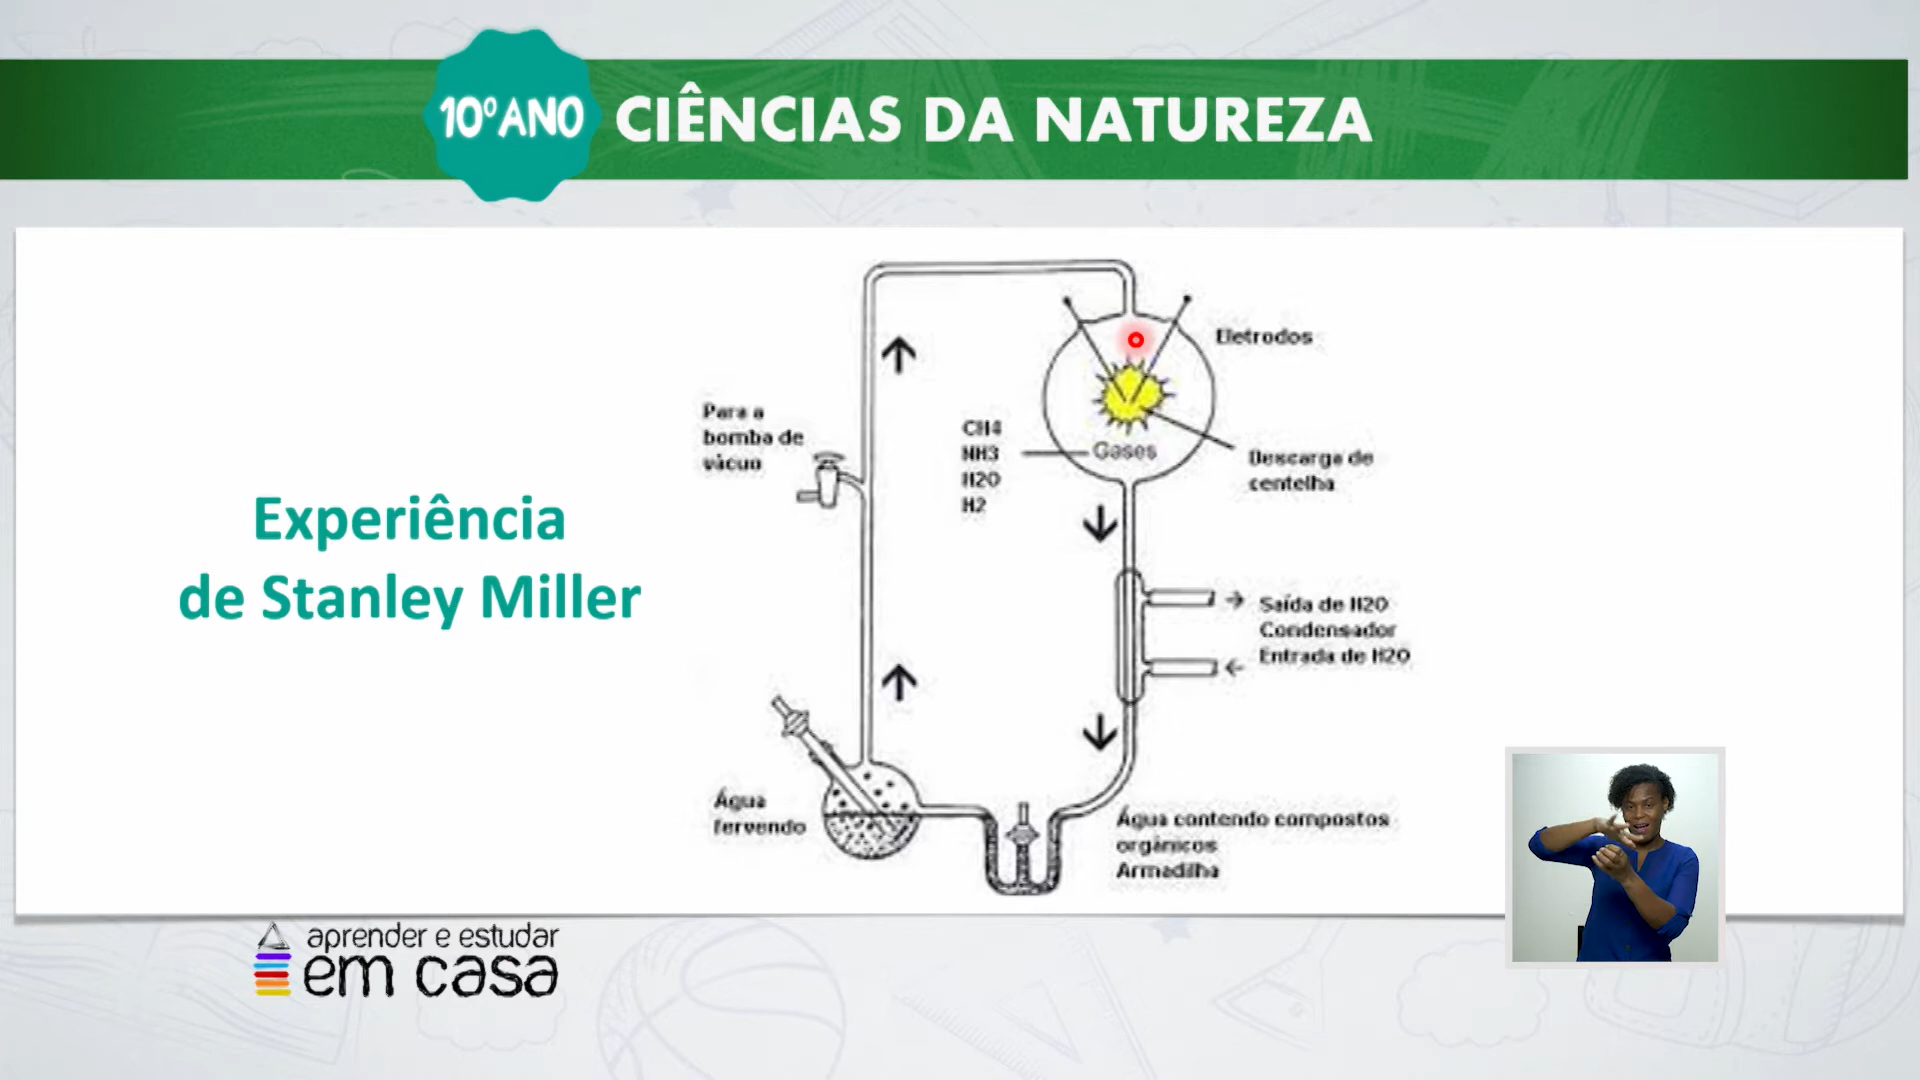 10º ANO CIÊNCIAS DA NATUREZA
Experiência
de Stanley Miller
Para a
bomba de
vácuo
CH4
NH3
H2O
H2
Gases
Eletrodos
Descarga de
centelha
Saída de H2O
Condensador
Entrada de H2O
Água
fervendo
Água contendo compostos
orgânicos
Armadilha
aprender e estudar
em casa